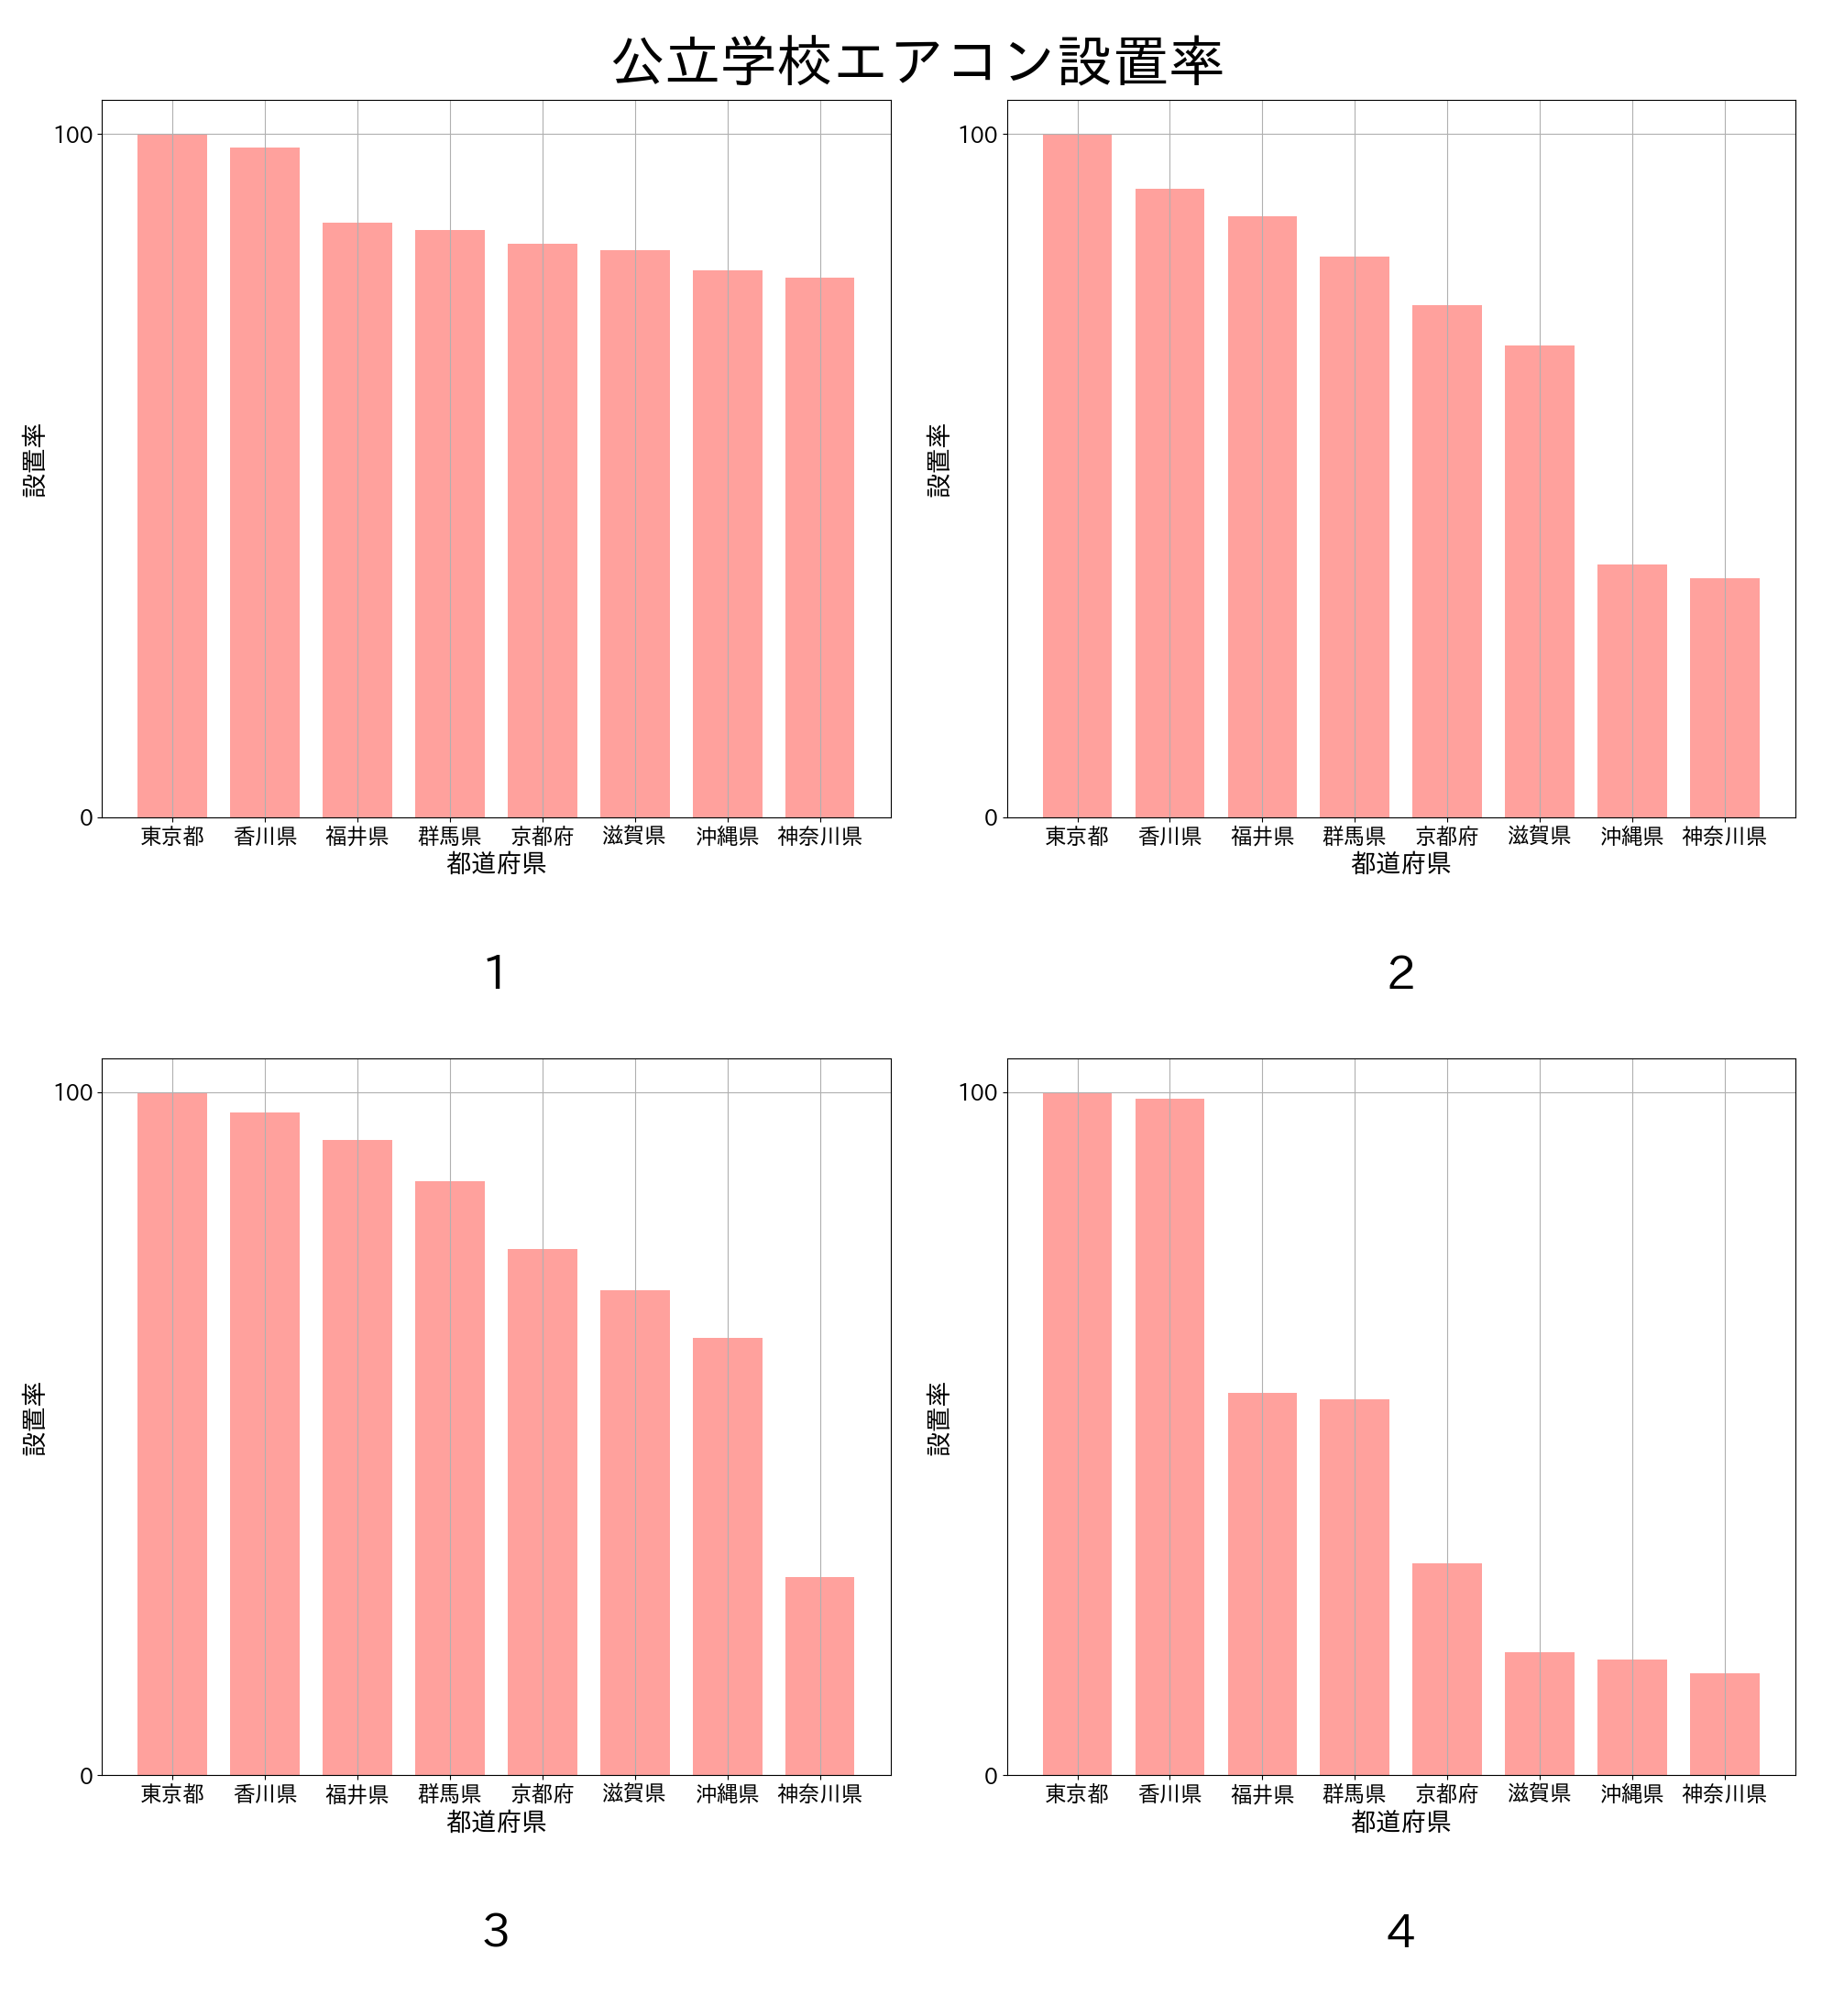 公立学校エアコン設置率
100
0
設置率
東京都 香川県 福井県 群馬県 京都府 滋賀県 沖縄県 神奈川県
都道府県
1
100
0
設置率
東京都 香川県 福井県 群馬県 京都府 滋賀県 沖縄県 神奈川県
都道府県
2
100
0
設置率
東京都 香川県 福井県 群馬県 京都府 滋賀県 沖縄県 神奈川県
都道府県
3
100
0
設置率
東京都 香川県 福井県 群馬県 京都府 滋賀県 沖縄県 神奈川県
都道府県
4